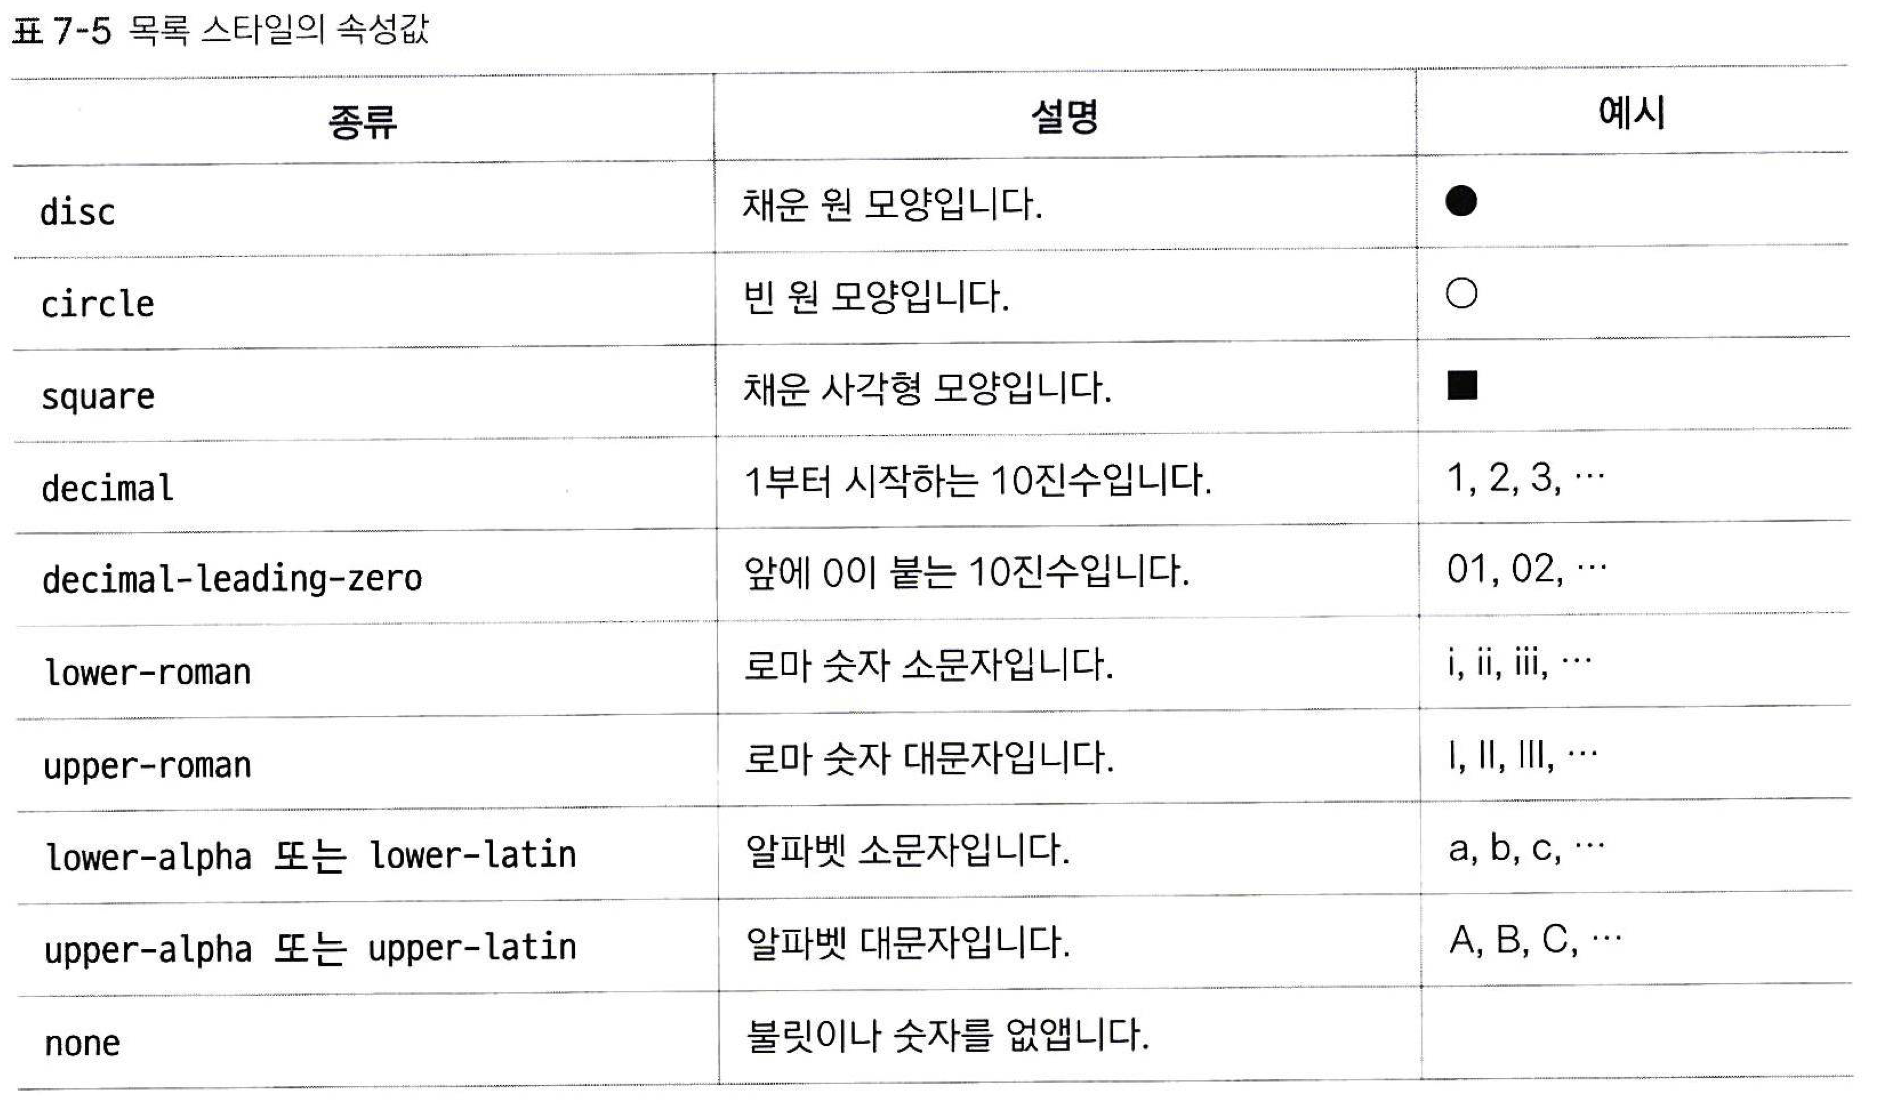 표 7-5 목록 스타일의 속성값
종류 설명 예시
disc 채운 원 모양입니다. ●
circle 빈 원 모양입니다. ○
square 채운 사각형 모양입니다. ■
decimal 1부터 시작하는 10진수입니다. 1, 2, 3, …
decimal-leading-zero 앞에 0이 붙는 10진수입니다. 01, 02, …
lower-roman 로마 숫자 소문자입니다. i, ii, iii, …
upper-roman 로마 숫자 대문자입니다. I, II, III, …
lower-alpha 또는 lower-latin 알파벳 소문자입니다. a, b, c, …
upper-alpha 또는 upper-latin 알파벳 대문자입니다. A, B, C, …
none 불릿이나 숫자를 없앱니다.